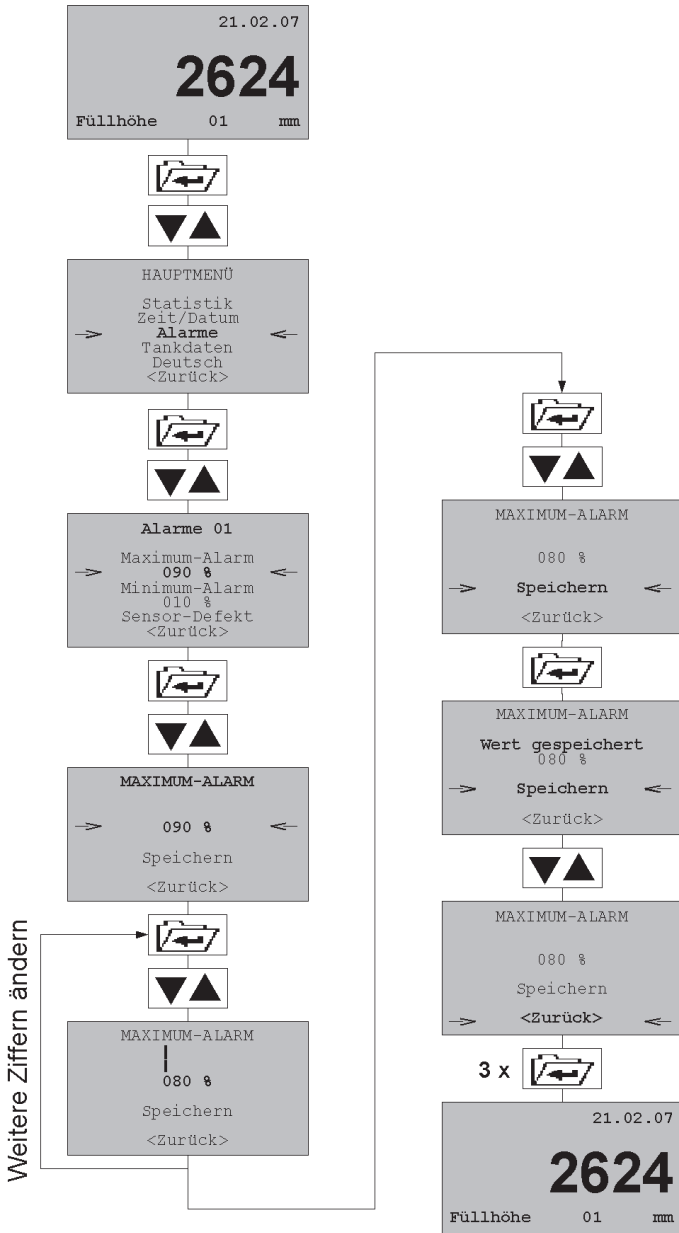 21.02.07
2624
Füllhöhe 01 mm
HAUPTMENÜ
Statistik
Zeit/Datum
Alarme
Tankdaten
Deutsch
<Zurück>
Alarme 01
Maximum-Alarm
090 %
Minimum-Alarm
010 %
Sensor-Defekt
<Zurück>
MAXIMUM-ALARM
090 %
Speichern
<Zurück>
Weitere Ziffern ändern
MAXIMUM-ALARM
080 %
Speichern
<Zurück>
MAXIMUM-ALARM
080 %
Speichern
<Zurück>
MAXIMUM-ALARM
Wert gespeichert
080 %
Speichern
<Zurück>
MAXIMUM-ALARM
080 %
Speichern
<Zurück>
3 x
21.02.07
2624
Füllhöhe 01 mm